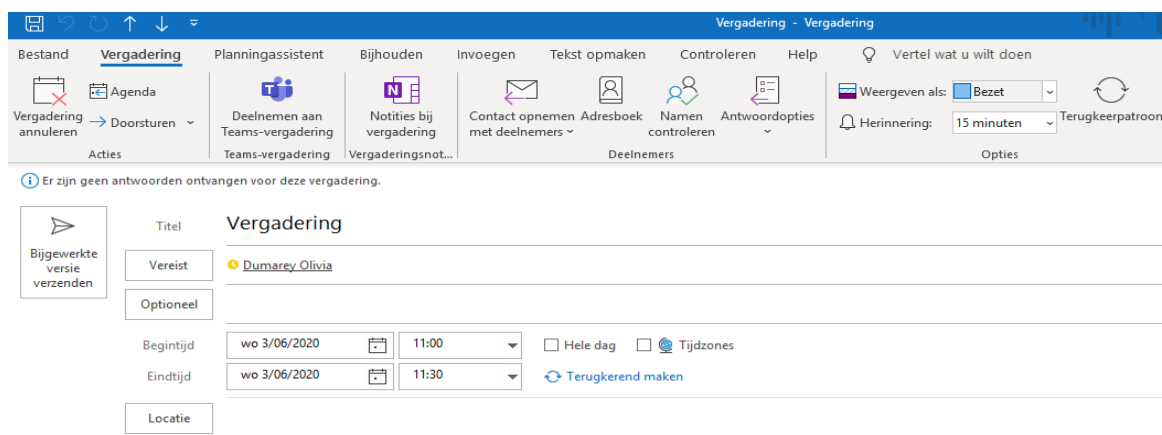 Vergadering - Vergadering
Bestand Vergadering Planningassistent Bijhouden Invoegen Tekst opmaken Controleren Help Vertel wat u wilt doen
Vergadering annuleren
Agenda
Doorsturen
Acties
Deelnemen aan Teams-vergadering
Teams-vergadering
Notities bij vergadering
Vergaderingsnot...
Contact opnemen met deelnemers
Adresboek
Namen controleren
Antwoordopties
Deelnemers
Weergeven als: Bezet
Herinnering: 15 minuten
Terugkeerpatroon
Opties
Er zijn geen antwoorden ontvangen voor deze vergadering.
Bijgewerkte
versie
verzenden
Titel Vergadering
Vereist Dumarey Olivia
Optioneel
Begintijd wo 3/06/2020 11:00 Hele dag Tijdzones
Eindtijd wo 3/06/2020 11:30 Terugkerend maken
Locatie